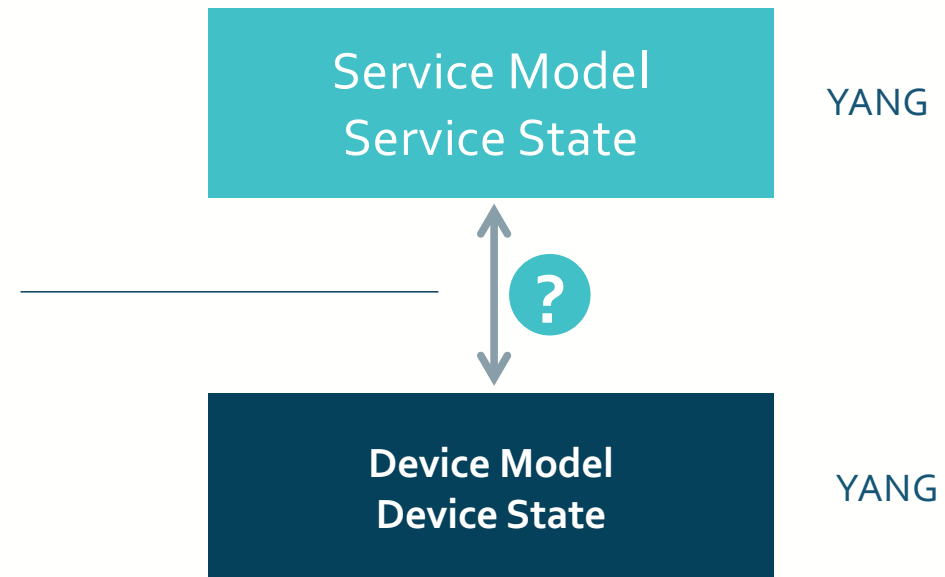 Service Model
Service State
YANG
?
Device Model
Device State
YANG